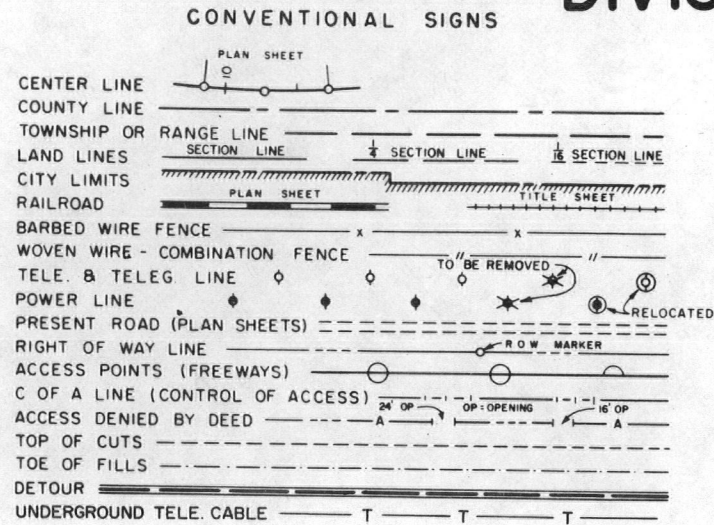 CONVENTIONAL SIGNS
PLAN SHEET
10
CENTER LINE
COUNTY LINE
TOWNSHIP OR RANGE LINE
LAND LINES SECTION LINE 1/4 SECTION LINE 1/16 SECTION LINE
CITY LIMITS
RAILROAD PLAN SHEET TITLE SHEET
BARBED WIRE FENCE x x
WOVEN WIRE - COMBINATION FENCE // //
TELE. & TELEG. LINE TO BE REMOVED
POWER LINE RELOCATED
PRESENT ROAD (PLAN SHEETS)
RIGHT OF WAY LINE ROW MARKER
ACCESS POINTS (FREEWAYS)
C OF A LINE (CONTROL OF ACCESS)
24' OP OP = OPENING 16' OP
ACCESS DENIED BY DEED A A
TOP OF CUTS
TOE OF FILLS
DETOUR
UNDERGROUND TELE. CABLE T T T